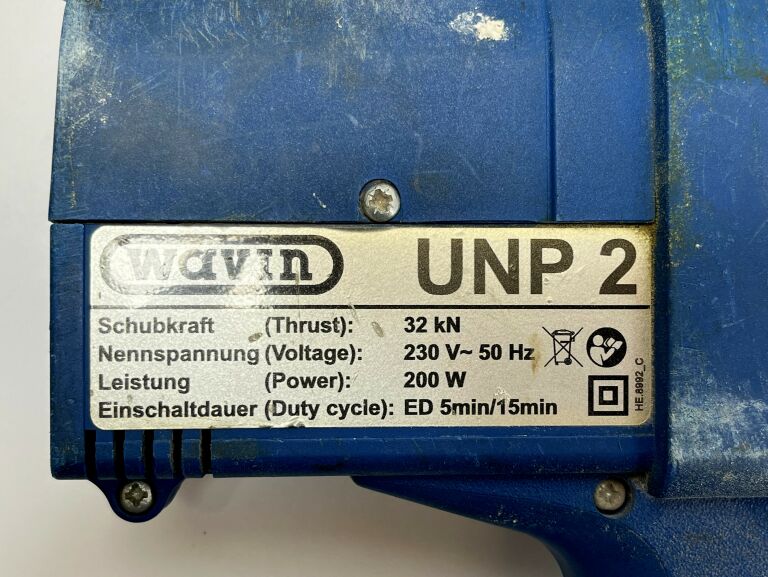 wavin UNP 2
Schubkraft (Thrust): 32 kN
Nennspannung (Voltage): 230 V~ 50 Hz
Leistung (Power): 200 W
Einschaltdauer (Duty cycle): ED 5min/15min
HE.8992_C